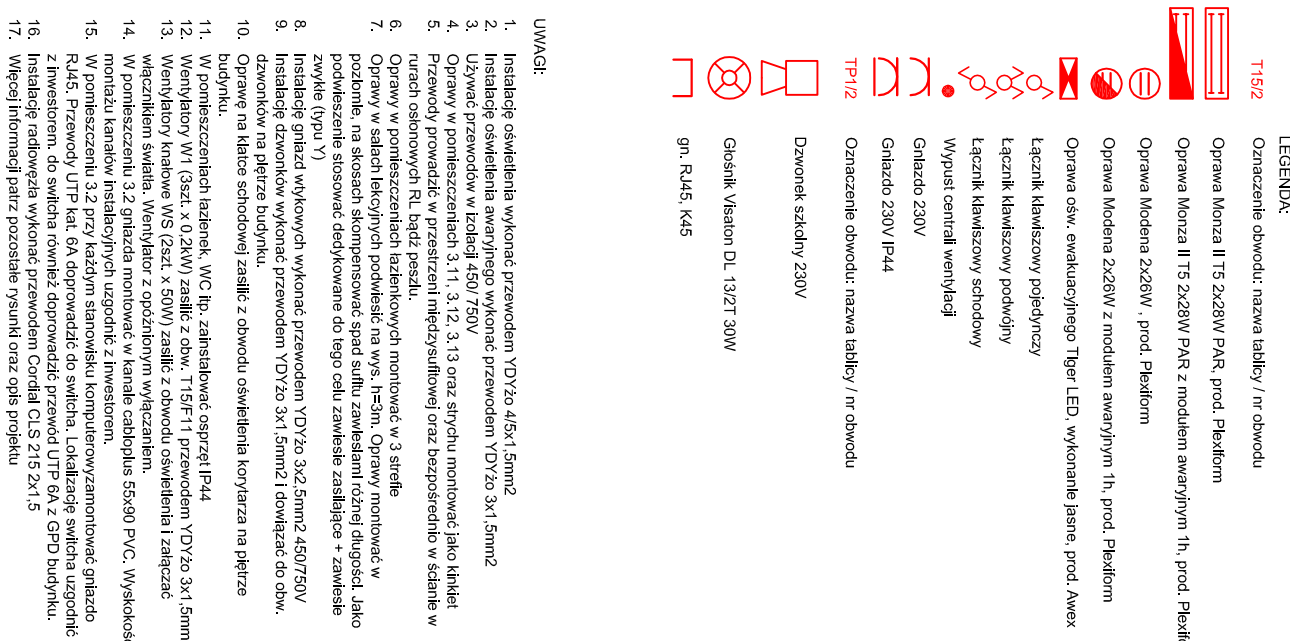 LEGENDA:
T15/2 Oznaczenie obwodu: nazwa tablicy / nr obwodu
Oprawa Monza II T5 2x28W PAR, prod. Plexiform
Oprawa Monza II T5 2x28W PAR z modułem awaryjnym 1h, prod.
Oprawa Modena 2x26W , prod. Plexiform
Oprawa Modena 2x26W z modułem awaryjnym 1h, prod. Plexiform
Oprawa ośw. ewakuacyjnego Tiger LED, wykonanie jasne, prod. Awex
Łącznik klawiszowy pojedynczy
Łącznik klawiszowy podwójny
Łącznik klawiszowy schodowy
Wypust centrali wentylacji
Gniazdo 230V
Gniazdo 230V IP44
TP1/2 Oznaczenie obwodu: nazwa tablicy / nr obwodu
Dzwonek szkolny 230V
Głośnik Visaton DL 13/2T 30W
gn. RJ45, K45
UWAGI:
1. Instalację oświetlenia wykonać przewodem YDYżo 4/5x1,5mm2
2. Instalację oświetlenia awaryjnego wykonać przewodem YDYżo 3x1,5mm2
3. Używać przewodów w izolacji 450/ 750V
4. Oprawy w pomieszczeniach 3.11, 3.12, 3.13 oraz strychu montować jako kinkiet
5. Przewody prowadzić w przestrzeni międzysufitowej oraz bezpośrednio w ścianie w
rurach osłonowych RL bądź peszlu.
6. Oprawy w pomieszczeniach łazienkowych montować w 3 strefie
7. Oprawy w salach lekcyjnych podwiesić na wys. h=3m. Oprawy montować w
poziomie, na skosach skompensować spad sufitu zawiesiami różnej długości. Jako
podwieszenie stosować dedykowane do tego celu zawiesie zasilające + zawiesie
zwykłe (typu Y)
8. Instalację gniazd wtykowych wykonać przewodem YDYżo 3x2,5mm2 450/750V
9. Instalację dzwonków wykonać przewodem YDYżo 3x1,5mm2 i dowiązać do obw.
dzwonków na piętrze budynku.
10. Oprawę na klatce schodowej zasilić z obwodu oświetlenia korytarza na piętrze
budynku.
11. W pomieszczeniach łazienek, WC itp. zainstalować osprzęt IP44
12. Wentylatory W1 (3szt. x 0,2kW) zasilić z obw. T15/F11 przewodem YDYżo 3x1,5mm
13. Wentylatory knałowe WS (2szt. x 50W) zasilić z obwodu oświetlenia i załączać
włącznikiem światła. Wentylator z opóźnionym wyłączaniem.
14. W pomieszczeniu 3.2 gniazda montować w kanale cabloplus 55x90 PVC. Wyskokość
montażu kanałów instalacyjnych uzgodnić z inwestorem.
15. W pomieszczeniu 3.2 przy każdym stanowisku komputerowyzamontować gniazdo
RJ45. Przewody UTP kat. 6A doprowadzić do switcha. Lokalizację switcha uzgodnić
z inwestorem. do switcha również doprowadzić przewód UTP 6A z GPD budynku.
16. Instalację radiowęzła wykonać przewodem Cordial CLS 215 2x1,5
17. Więcej informacji patrz pozostałe rysunki oraz opis projektu